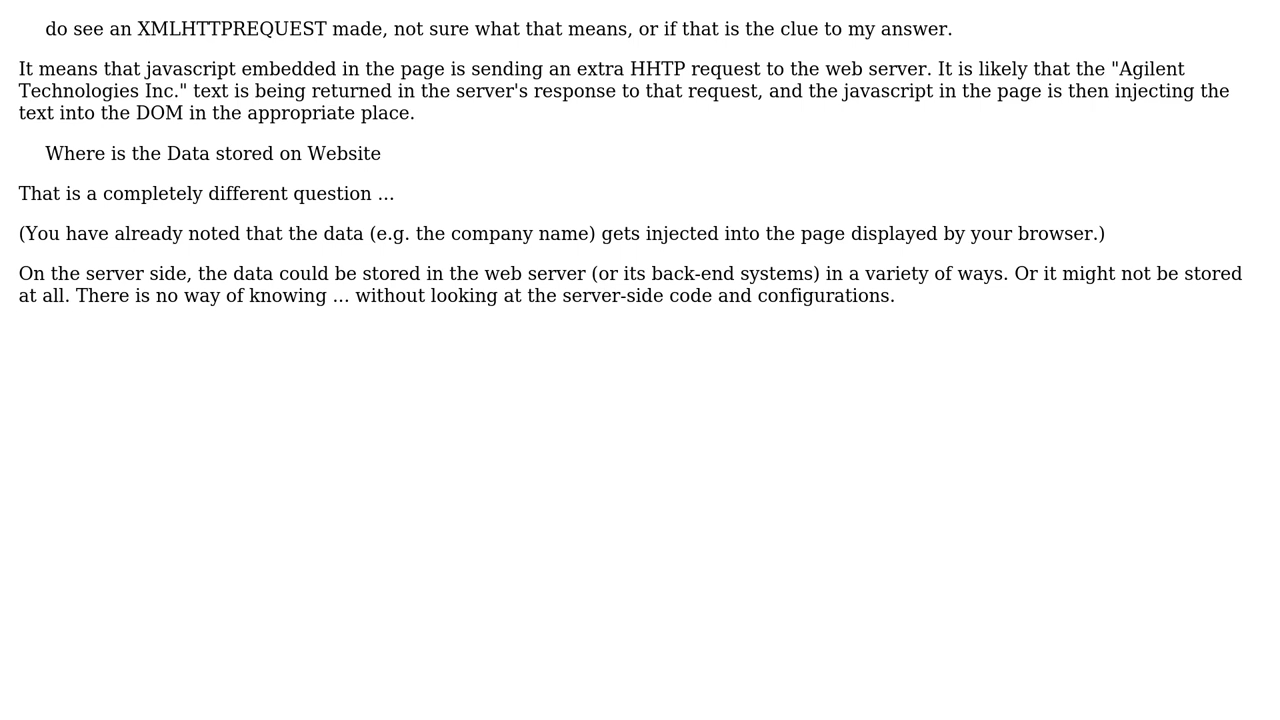 do see an XMLHTTPREQUEST made, not sure what that means, or if that is the clue to my answer.
It means that javascript embedded in the page is sending an extra HHTP request to the web server. It is likely that the "Agilent
Technologies Inc." text is being returned in the server's response to that request, and the javascript in the page is then injecting the
text into the DOM in the appropriate place.
Where is the Data stored on Website
That is a completely different question ...
(You have already noted that the data (e.g. the company name) gets injected into the page displayed by your browser.)
On the server side, the data could be stored in the web server (or its back-end systems) in a variety of ways. Or it might not be stored
at all. There is no way of knowing ... without looking at the server-side code and configurations.